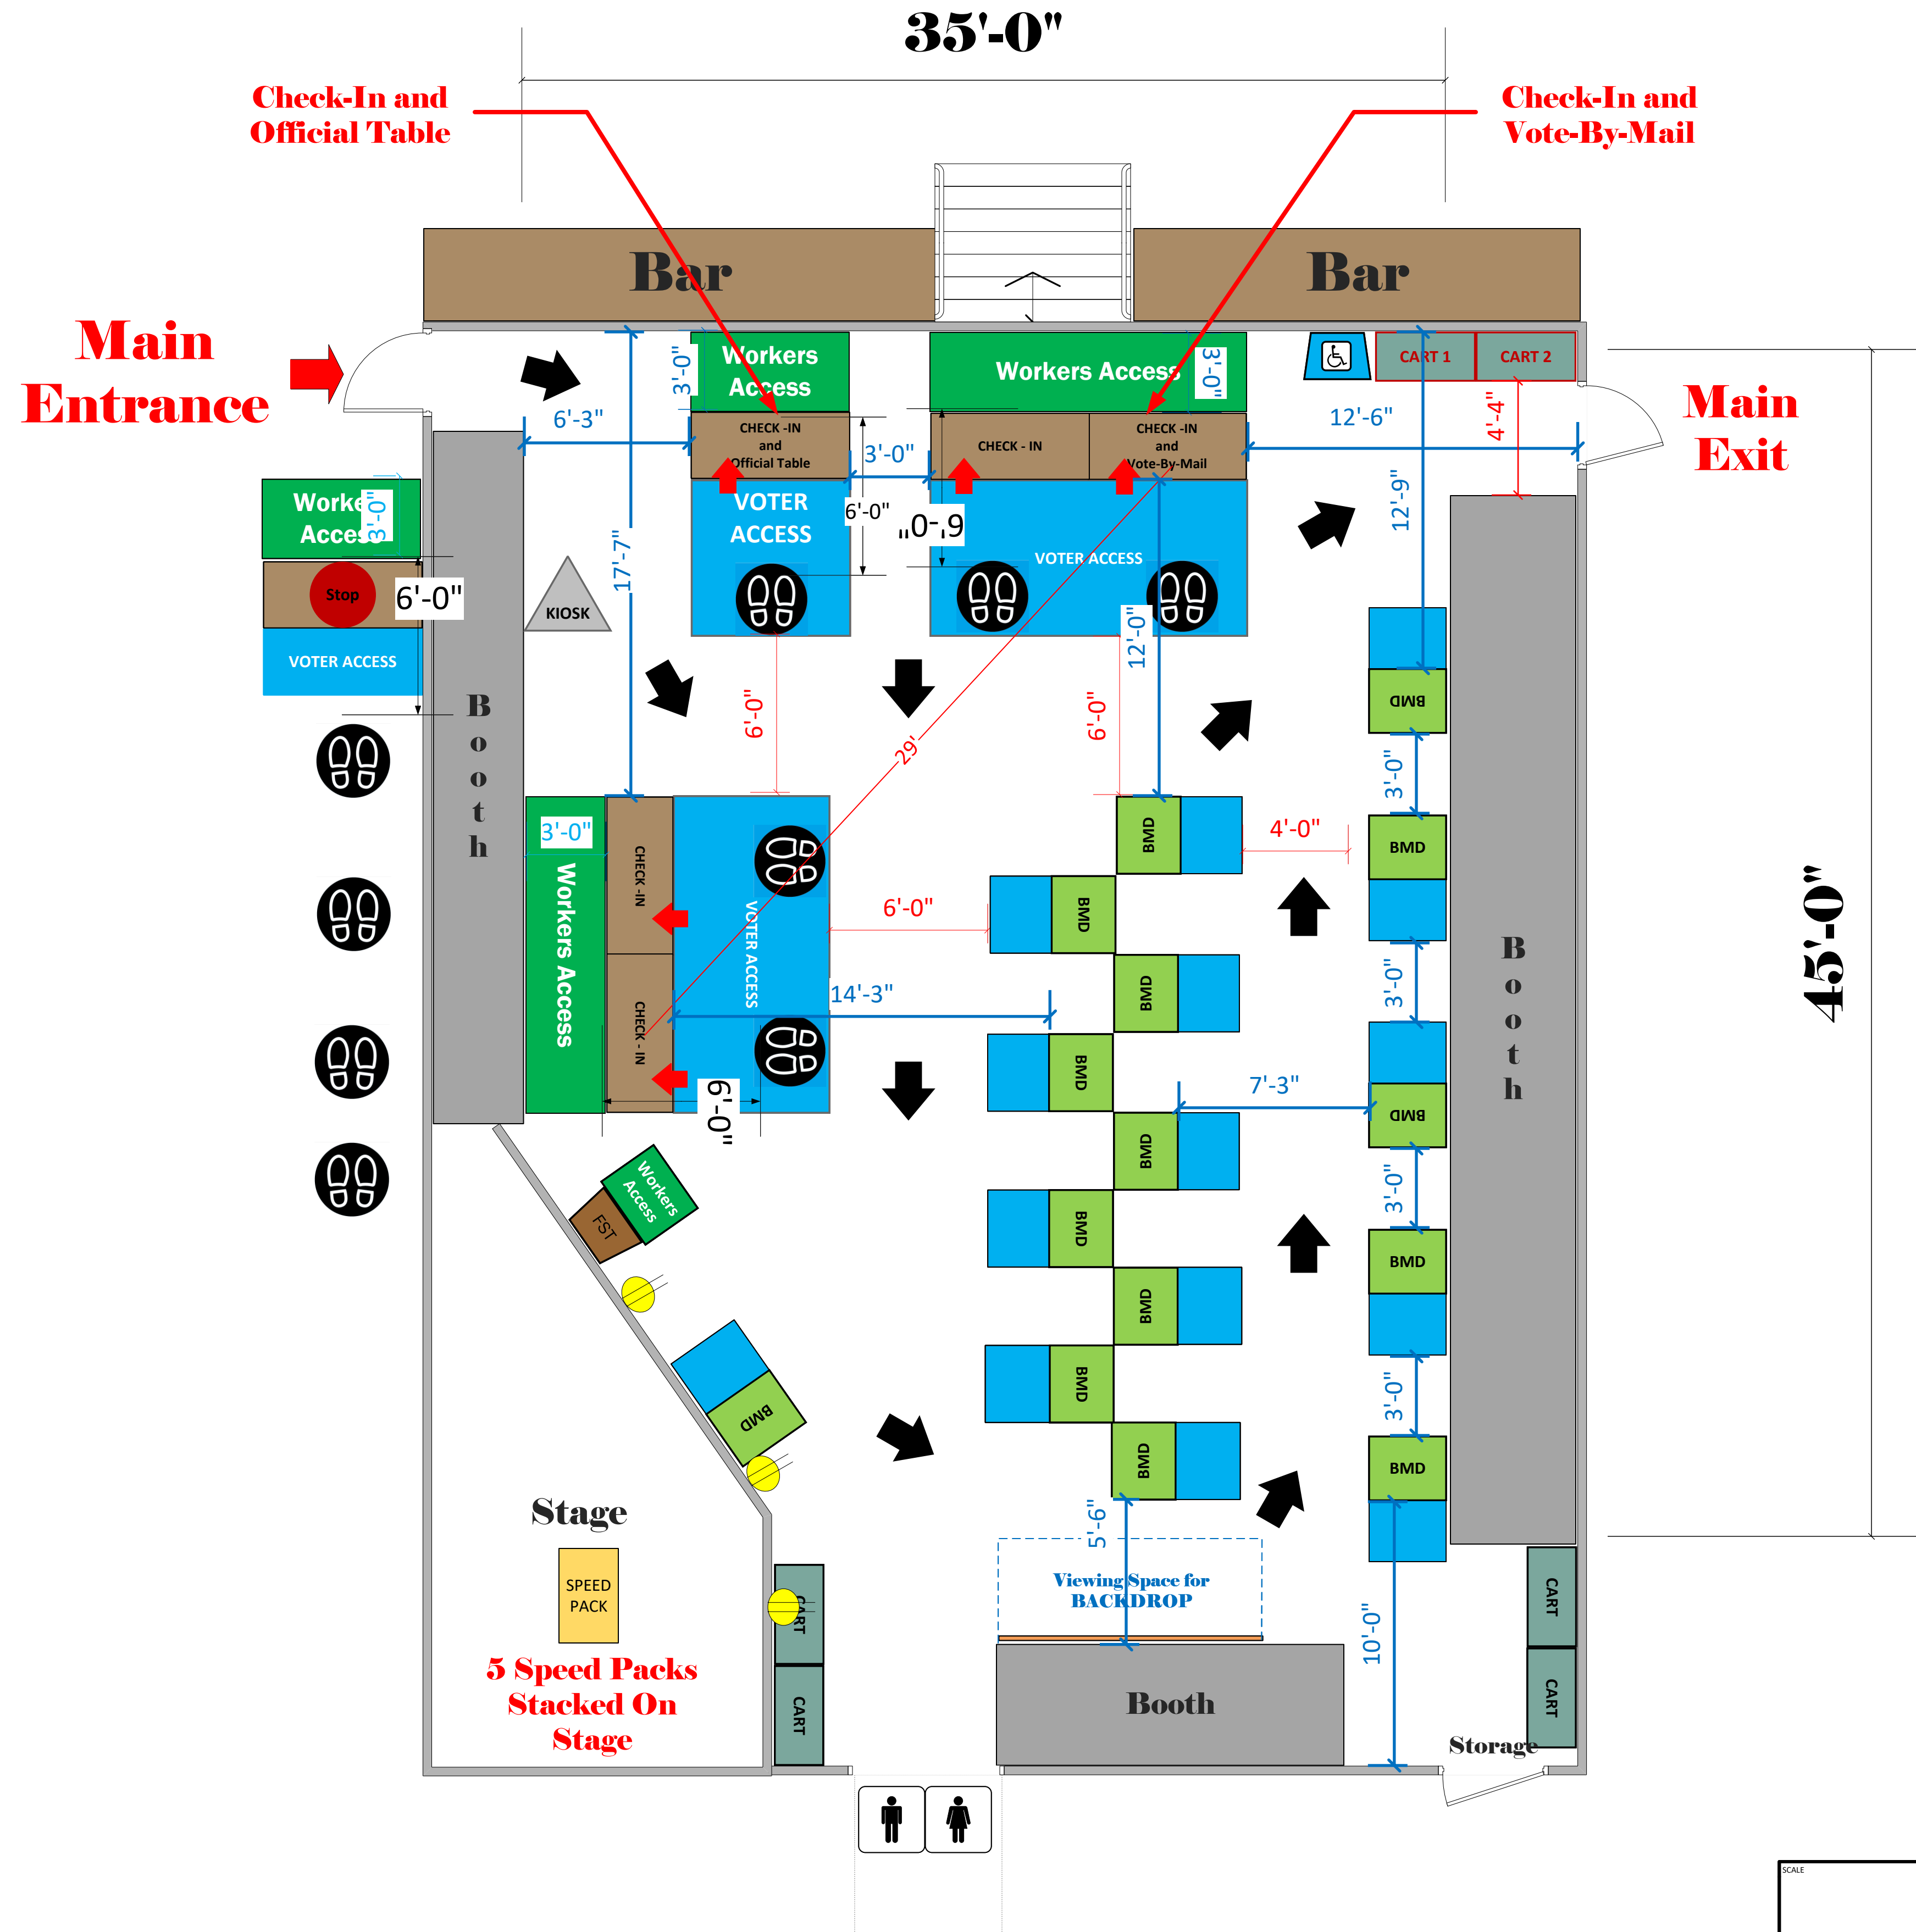 35'-0"
Check-In and
Official Table
Check-In and
Vote-By-Mail
Bar
Bar
Main
Entrance
Main
Exit
Workers
Access
3'-0"
Workers Access
3'-0"
CART 1
CART 2
4'-4"
6'-3"
CHECK -IN
and
Official Table
3'-0"
CHECK - IN
CHECK -IN
and
Vote-By-Mail
12'-6"
12'-9"
Workers
Access
3'-0"
Stop
6'-0"
VOTER ACCESS
17'-7"
KIOSK
VOTER
ACCESS
6'-0"
6'-0"
VOTER ACCESS
12'-0"
Booth
6'-0"
6'-0"
29'
BMD
3'-0"
3'-0"
Workers Access
CHECK -IN
CHECK - IN
VOTER ACCESS
6'-0"
6'-0"
14'-3"
BMD
4'-0"
BMD
BMD
BMD
BMD
BMD
BMD
BMD
BMD
BMD
3'-0"
7'-3"
BMD
3'-0"
BMD
3'-0"
BMD
Booth
45'-0"
Workers
Access
FST
BMD
Stage
SPEED
PACK
5 Speed Packs
Stacked On
Stage
CART
CART
5'-6"
Viewing Space for
BACKDROP
Booth
10'-0"
CART
CART
Storage
SCALE